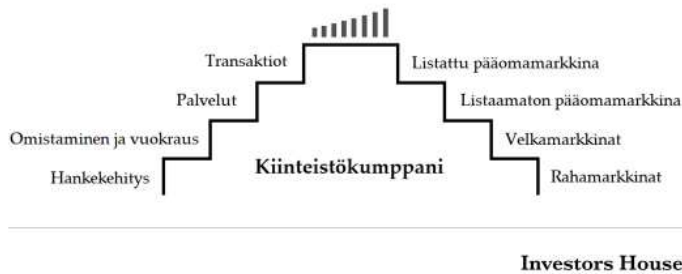 Transaktiot
Listattu pääomamarkkina
Palvelut
Listaamaton pääomamarkkina
Omistaminen ja vuokraus
Velkamarkkinat
Hankekehitys
Kiinteistökumppani
Rahamarkkinat
Investors House